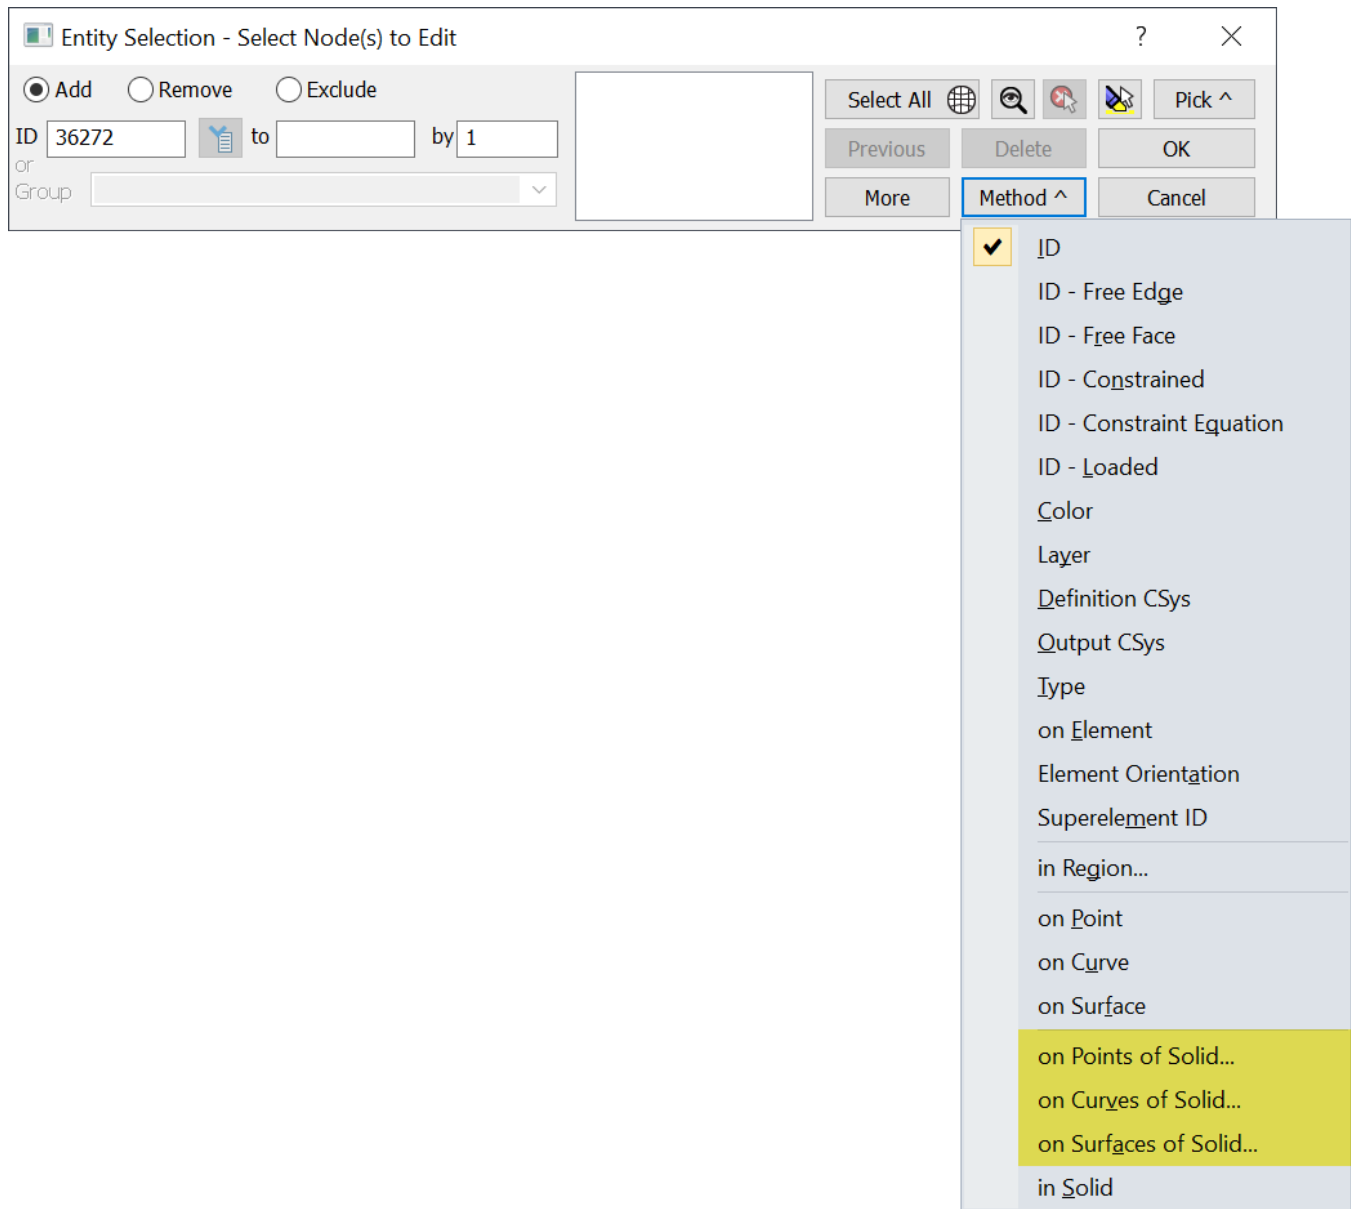 Entity Selection - Select Node(s) to Edit ?
Add Remove Exclude
Select All Pick ^
ID 36272 to by 1
Previous Delete OK
or
Group
More Method ^ Cancel
ID
ID - Free Edge
ID - Free Face
ID - Constrained
ID - Constraint Equation
ID - Loaded
Color
Layer
Definition CSys
Output CSys
Type
on Element
Element Orientation
Superelement ID
in Region...
on Point
on Curve
on Surface
on Points of Solid...
on Curves of Solid...
on Surfaces of Solid...
in Solid